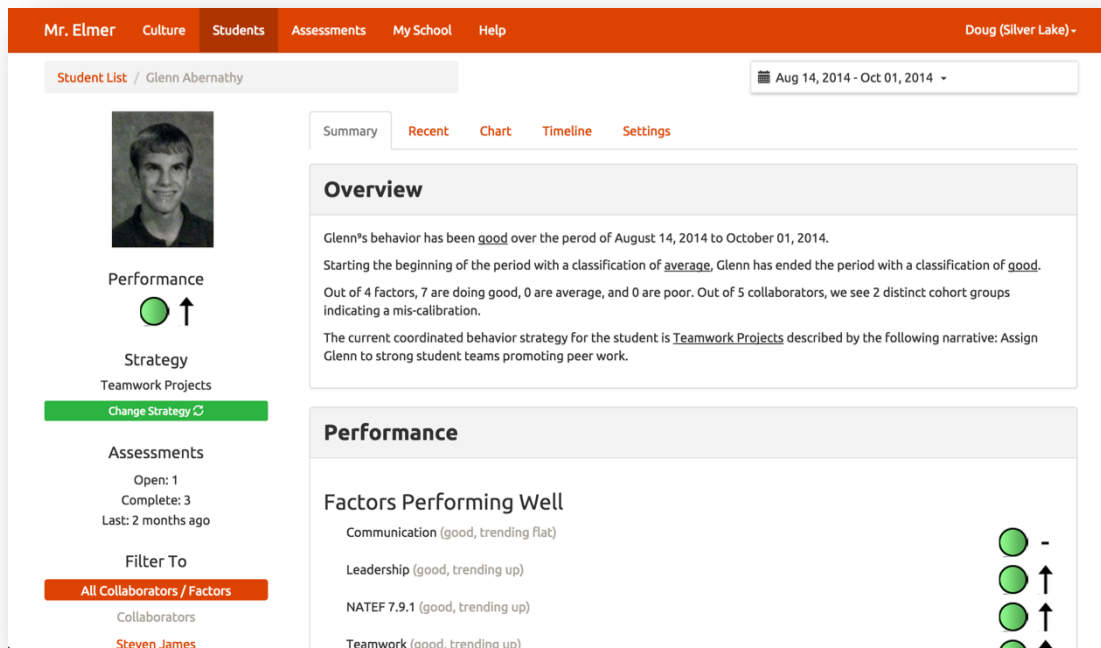 Mr. Elmer Culture Students Assessments My School Help Doug (Silver Lake)
Student List / Glenn Abernathy
Aug 14, 2014 - Oct 01, 2014
Performance
Strategy
Teamwork Projects
Change Strategy
Assessments
Open: 1
Complete: 3
Last: 2 months ago
Filter To
All Collaborators / Factors
Collaborators
Steven James
Summary Recent Chart Timeline Settings
Overview
Glenn⁹s behavior has been good over the perod of August 14, 2014 to October 01, 2014.
Starting the beginning of the period with a classification of average, Glenn has ended the period with a classification of good.
Out of 4 factors, 7 are doing good, 0 are average, and 0 are poor. Out of 5 collaborators, we see 2 distinct cohort groups
indicating a mis-calibration.
The current coordinated behavior strategy for the student is Teamwork Projects described by the following narrative: Assign
Glenn to strong student teams promoting peer work.
Performance
Factors Performing Well
Communication (good, trending flat) -
Leadership (good, trending up)
NATEF 7.9.1 (good, trending up)
Teamwork (good, trending up)